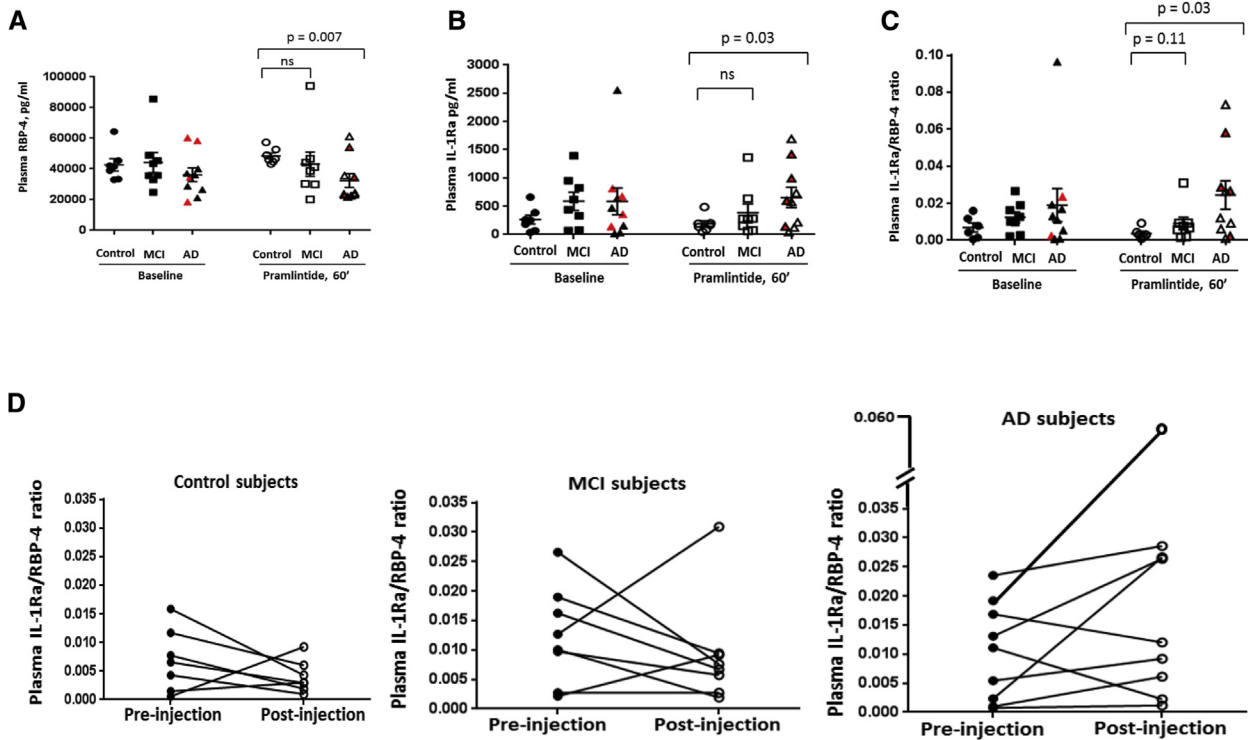 A
p = 0.007
ns
Plasma RBP-4, pg/ml
100000
80000
60000
40000
20000
0
Control MCI AD Control MCI AD
Baseline Pramlintide, 60'
B
p = 0.03
ns
Plasma IL-1Ra pg/ml
3000
2500
2000
1500
1000
500
0
Control MCI AD Control MCI AD
Baseline Pramlintide, 60'
C
p = 0.03
p = 0.11
Plasma IL-1Ra/RBP-4 ratio
0.10
0.08
0.06
0.04
0.02
0.00
Control MCI AD Control MCI AD
Baseline Pramlintide, 60'
D
Control subjects
Plasma IL-1Ra/RBP-4 ratio
0.035
0.030
0.025
0.020
0.015
0.010
0.005
0.000
Pre-injection Post-injection
MCI subjects
Plasma IL-1Ra/RBP-4 ratio
0.035
0.030
0.025
0.020
0.015
0.010
0.005
0.000
Pre-injection Post-injection
AD subjects
Plasma IL-1Ra/RBP-4 ratio
0.060
0.035
0.030
0.025
0.020
0.015
0.010
0.005
0.000
Pre-injection Post-injection